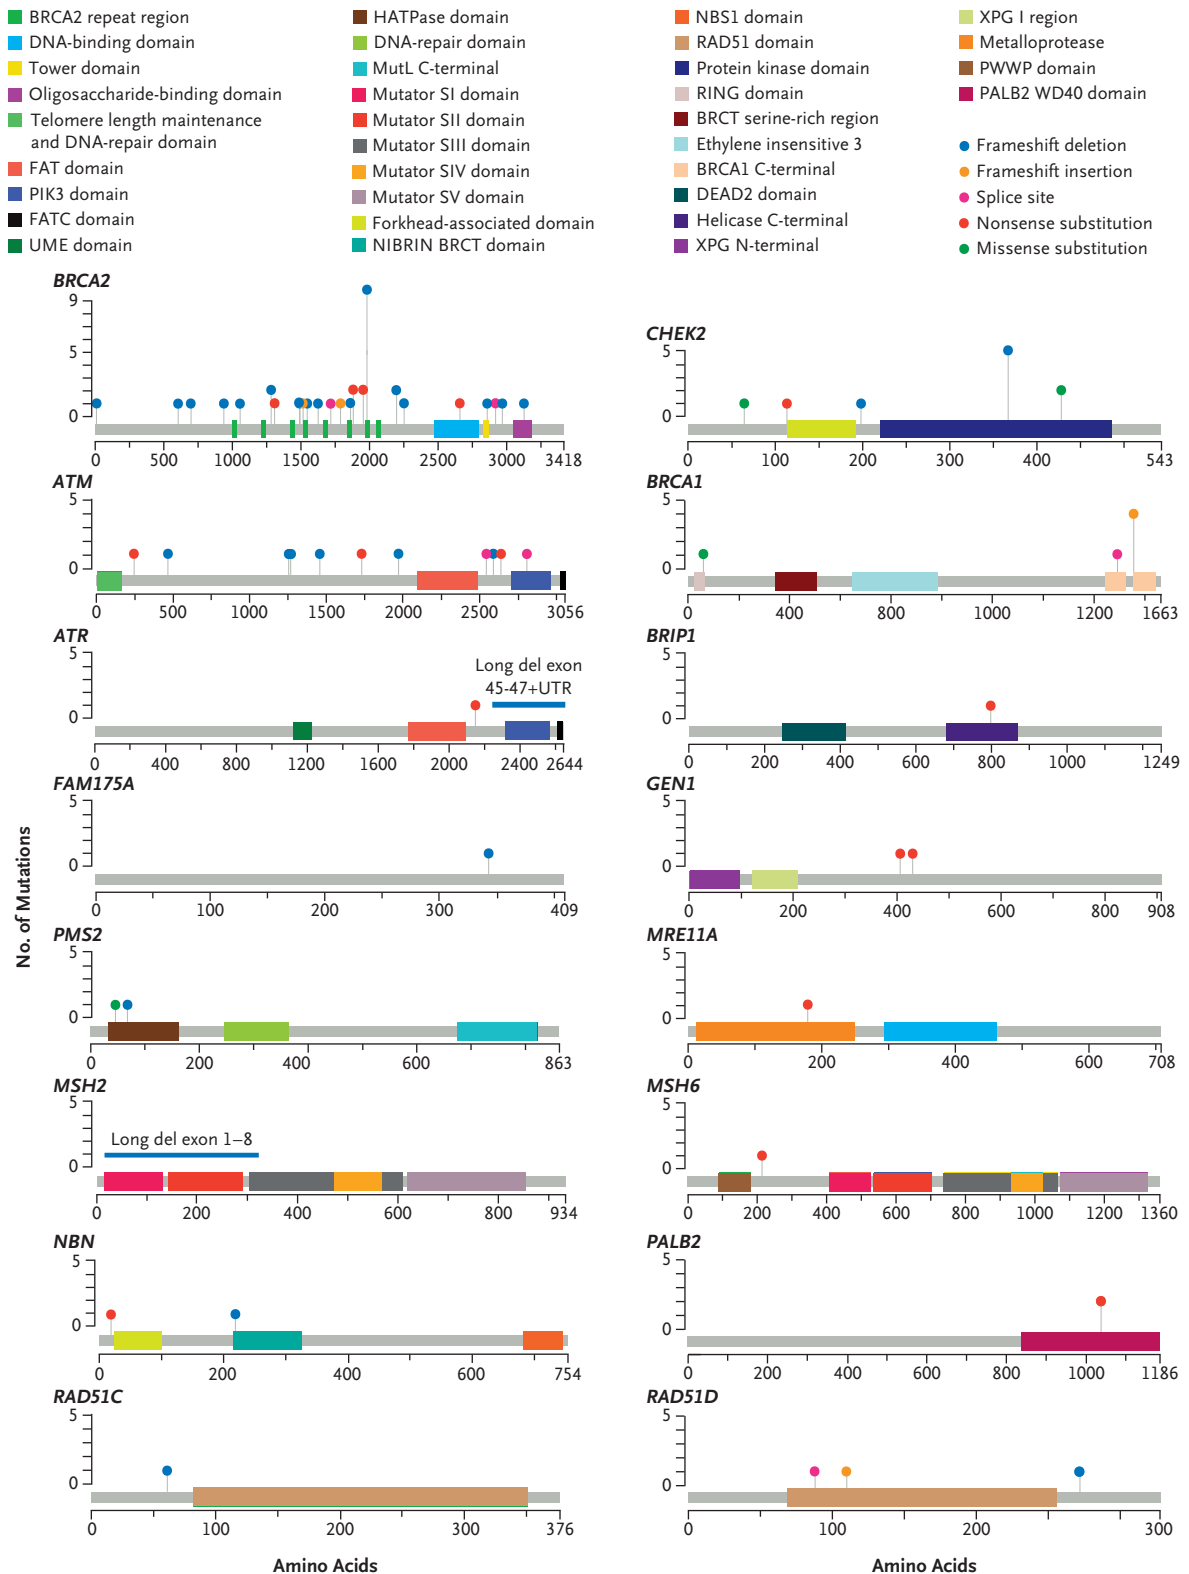 BRCA2 repeat region
DNA-binding domain
Tower domain
Oligosaccharide-binding domain
Telomere length maintenance
and DNA-repair domain
FAT domain
PIK3 domain
FATC domain
UME domain
HATPase domain
DNA-repair domain
MutL C-terminal
Mutator SI domain
Mutator SII domain
Mutator SIII domain
Mutator SIV domain
Mutator SV domain
Forkhead-associated domain
NIBRIN BRCT domain
NBS1 domain
RAD51 domain
Protein kinase domain
RING domain
BRCT serine-rich region
Ethylene insensitive 3
BRCA1 C-terminal
DEAD2 domain
Helicase C-terminal
XPG N-terminal
XPG I region
Metalloprotease
PWWP domain
PALB2 WD40 domain
Frameshift deletion
Frameshift insertion
Splice site
Nonsense substitution
Missense substitution
No. of Mutations
BRCA2
9
5
0
0 500 1000 1500 2000 2500 3000 3418
ATM
5
0
0 500 1000 1500 2000 2500 3056
ATR
5
0
Long del exon
45-47+UTR
0 400 800 1200 1600 2000 2400 2644
FAM175A
5
0
0 100 200 300 409
PMS2
5
0
0 200 400 600 863
MSH2
5
0
Long del exon 1–8
0 200 400 600 800 934
NBN
5
0
0 200 400 600 754
RAD51C
5
0
0 100 200 300 376
Amino Acids
CHEK2
5
0
0 100 200 300 400 543
BRCA1
5
0
0 400 800 1000 1200 1663
BRIP1
5
0
0 200 400 600 800 1000 1249
GEN1
5
0
0 200 400 600 800 908
MRE11A
5
0
0 200 400 600 708
MSH6
5
0
0 200 400 600 800 1000 1200 1360
PALB2
5
0
0 200 400 600 800 1000 1186
RAD51D
5
0
0 100 200 300
Amino Acids